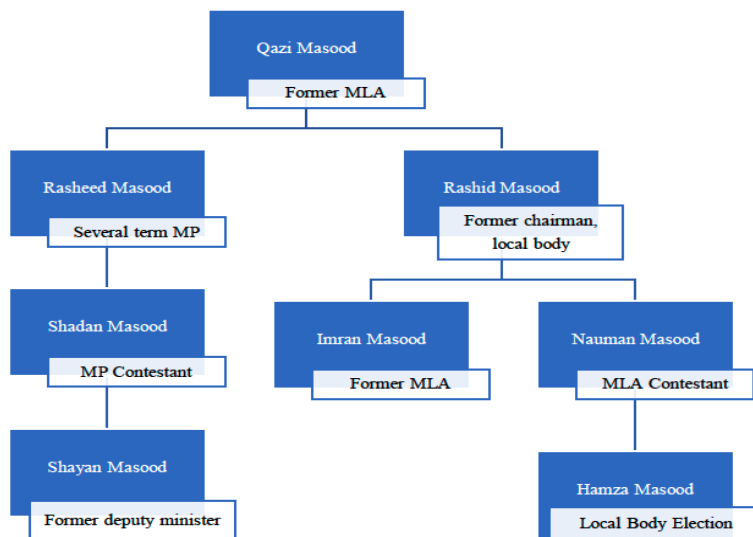 Qazi Masood
Former MLA
Rasheed Masood
Several term MP
Rashid Masood
Former chairman,
local body
Shadan Masood
MP Contestant
Imran Masood
Former MLA
Nauman Masood
MLA Contestant
Shayan Masood
Former deputy minister
Hamza Masood
Local Body Election